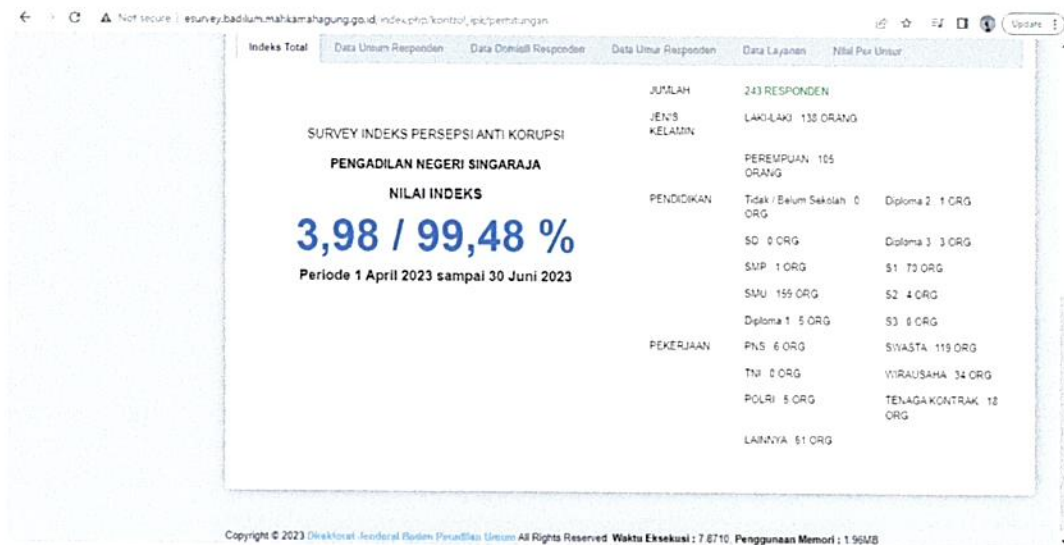 Not secure | esurvey.badilum.mahkamahagung.go.id/index.php/kontrol_ipk/perhitungan
Update
Indeks Total Data Umum Responden Data Domisili Responden Data Umur Responden Data Layanan Nilai Per Unsur
JUMLAH 243 RESPONDEN
JENIS KELAMIN LAKI-LAKI 138 ORANG
PEREMPUAN 105 ORANG
SURVEY INDEKS PERSEPSI ANTI KORUPSI
PENGADILAN NEGERI SINGARAJA
NILAI INDEKS
3,98 / 99,48 %
Periode 1 April 2023 sampai 30 Juni 2023
PENDIDIKAN Tidak / Belum Sekolah 0 ORG Diploma 2 1 ORG
SD 0 ORG Diploma 3 3 ORG
SMP 1 ORG S1 ORG
SMU ORG S2 4 ORG
Diploma 1 5 ORG S3 0 ORG
PEKERJAAN PNS 6 ORG SWASTA 119 ORG
TNI 0 ORG WIRAUSAHA 34 ORG
POLRI 5 ORG TENAGA KONTRAK 18 ORG
LAINNYA 61 ORG
Copyright © 2023 Direktorat Jenderal Badan Peradilan Umum All Rights Reserved. Waktu Eksekusi : 7.8710, Penggunaan Memori : 1.96MB